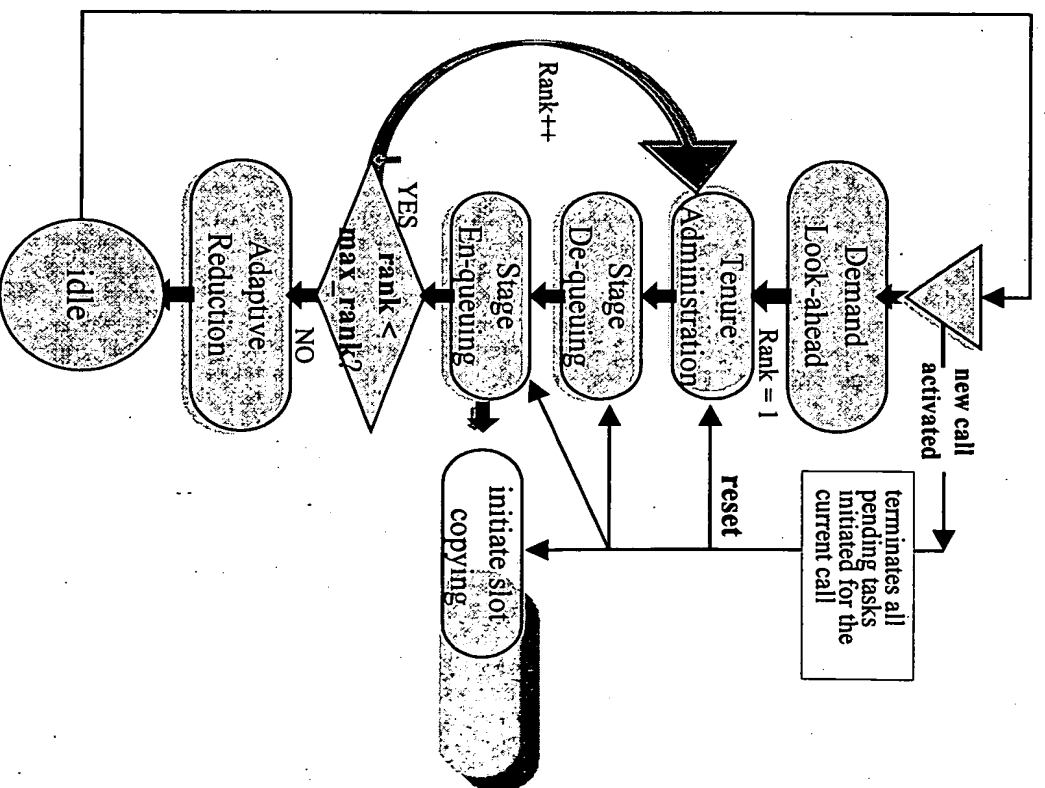 new call
activated
terminates all
pending tasks
initiated for the
current call
Demand
Look-ahead
Rank = 1
Tenure
Administration
reset
Stage
De-queuing
Stage
En-queuing
initiate slot
copying
Rank++
YES
rank <
max_rank?
NO
Adaptive
Reduction
idle